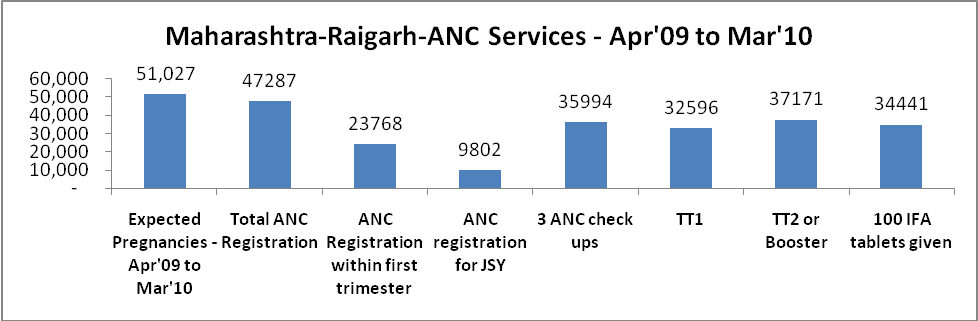 Maharashtra-Raigarh-ANC Services - Apr'09 to Mar'10
60,000
50,000
40,000
30,000
20,000
10,000
-
51,027
47287
23768
9802
35994
32596
37171
34441
Expected
Pregnancies -
Apr'09 to
Mar'10
Total ANC
Registration
ANC
Registration
within first
trimester
ANC
registration
for JSY
3 ANC check
ups
TT1
TT2 or
Booster
100 IFA
tablets given